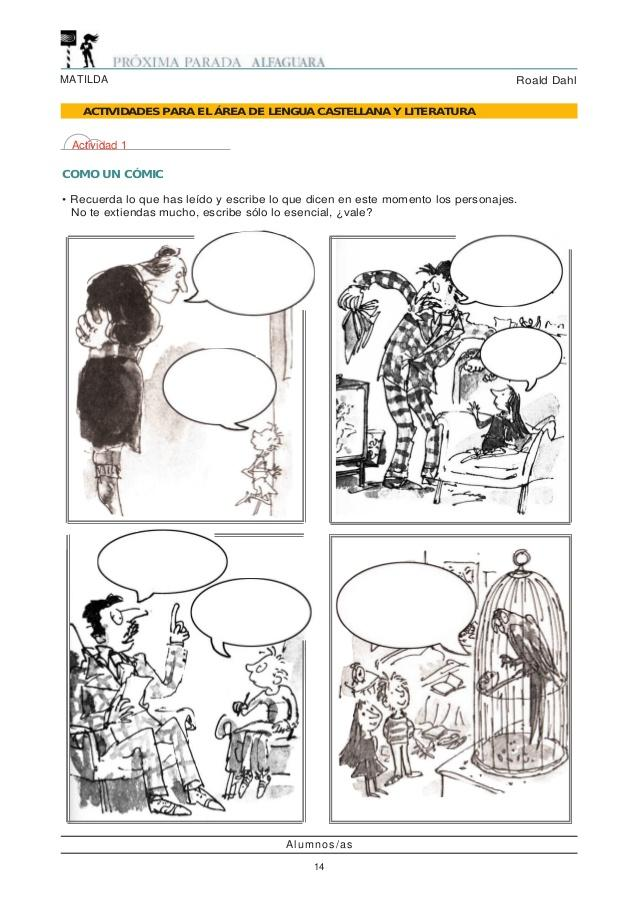 PRÓXIMA PARADA ALFAGUARA
MATILDA
Roald Dahl
ACTIVIDADES PARA EL ÁREA DE LENGUA CASTELLANA Y LITERATURA
Actividad 1
COMO UN CÓMIC
• Recuerda lo que has leído y escribe lo que dicen en este momento los personajes.
No te extiendas mucho, escribe sólo lo esencial, ¿vale?
Alumnos/as
14